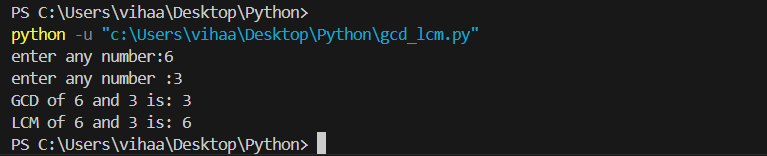 PS C:\Users\vihaa\Desktop\Python>
python -u "c:\Users\vihaa\Desktop\Python\gcd_lcm.py"
enter any number:6
enter any number :3
GCD of 6 and 3 is: 3
LCM of 6 and 3 is: 6
PS C:\Users\vihaa\Desktop\Python>